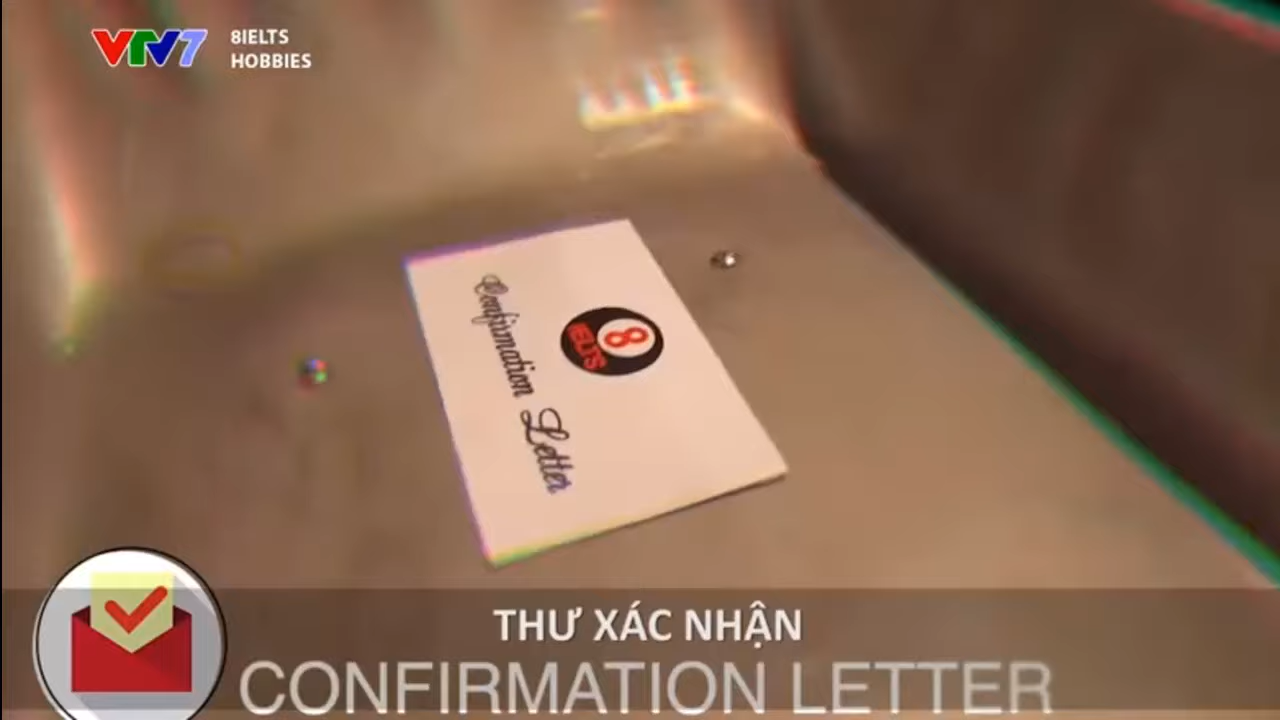 VTV7
8IELTS
HOBBIES
Confirmation Letter
8
IELTS
THƯ XÁC NHẬN
CONFIRMATION LETTER